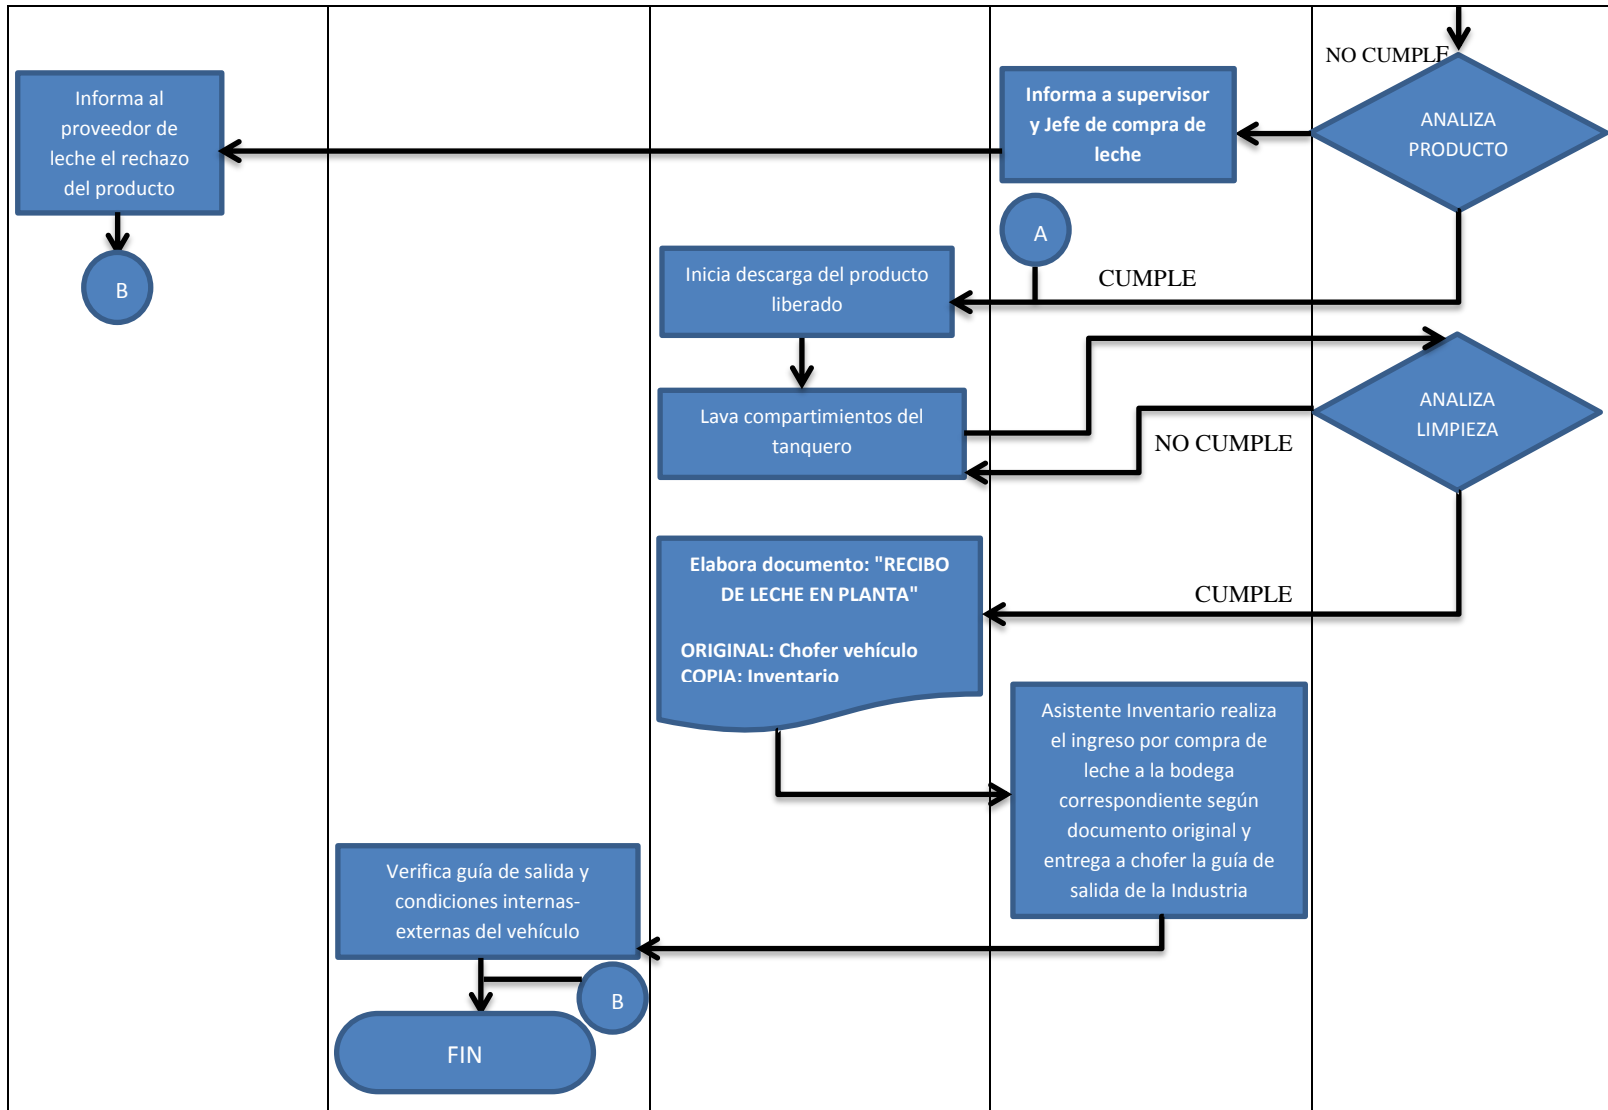 NO CUMPLE
ANALIZA
PRODUCTO
Informa a supervisor
y Jefe de compra de
leche
Informa al
proveedor de
leche el rechazo
del producto
B
A
CUMPLE
Inicia descarga del producto
liberado
Lava compartimientos del
tanquero
ANALIZA
LIMPIEZA
NO CUMPLE
Elabora documento: "RECIBO
DE LECHE EN PLANTA"
ORIGINAL: Chofer vehículo
COPIA: Inventario
CUMPLE
Asistente Inventario realiza
el ingreso por compra de
leche a la bodega
correspondiente según
documento original y
entrega a chofer la guía de
salida de la Industria
Verifica guía de salida y
condiciones internas-
externas del vehículo
B
FIN